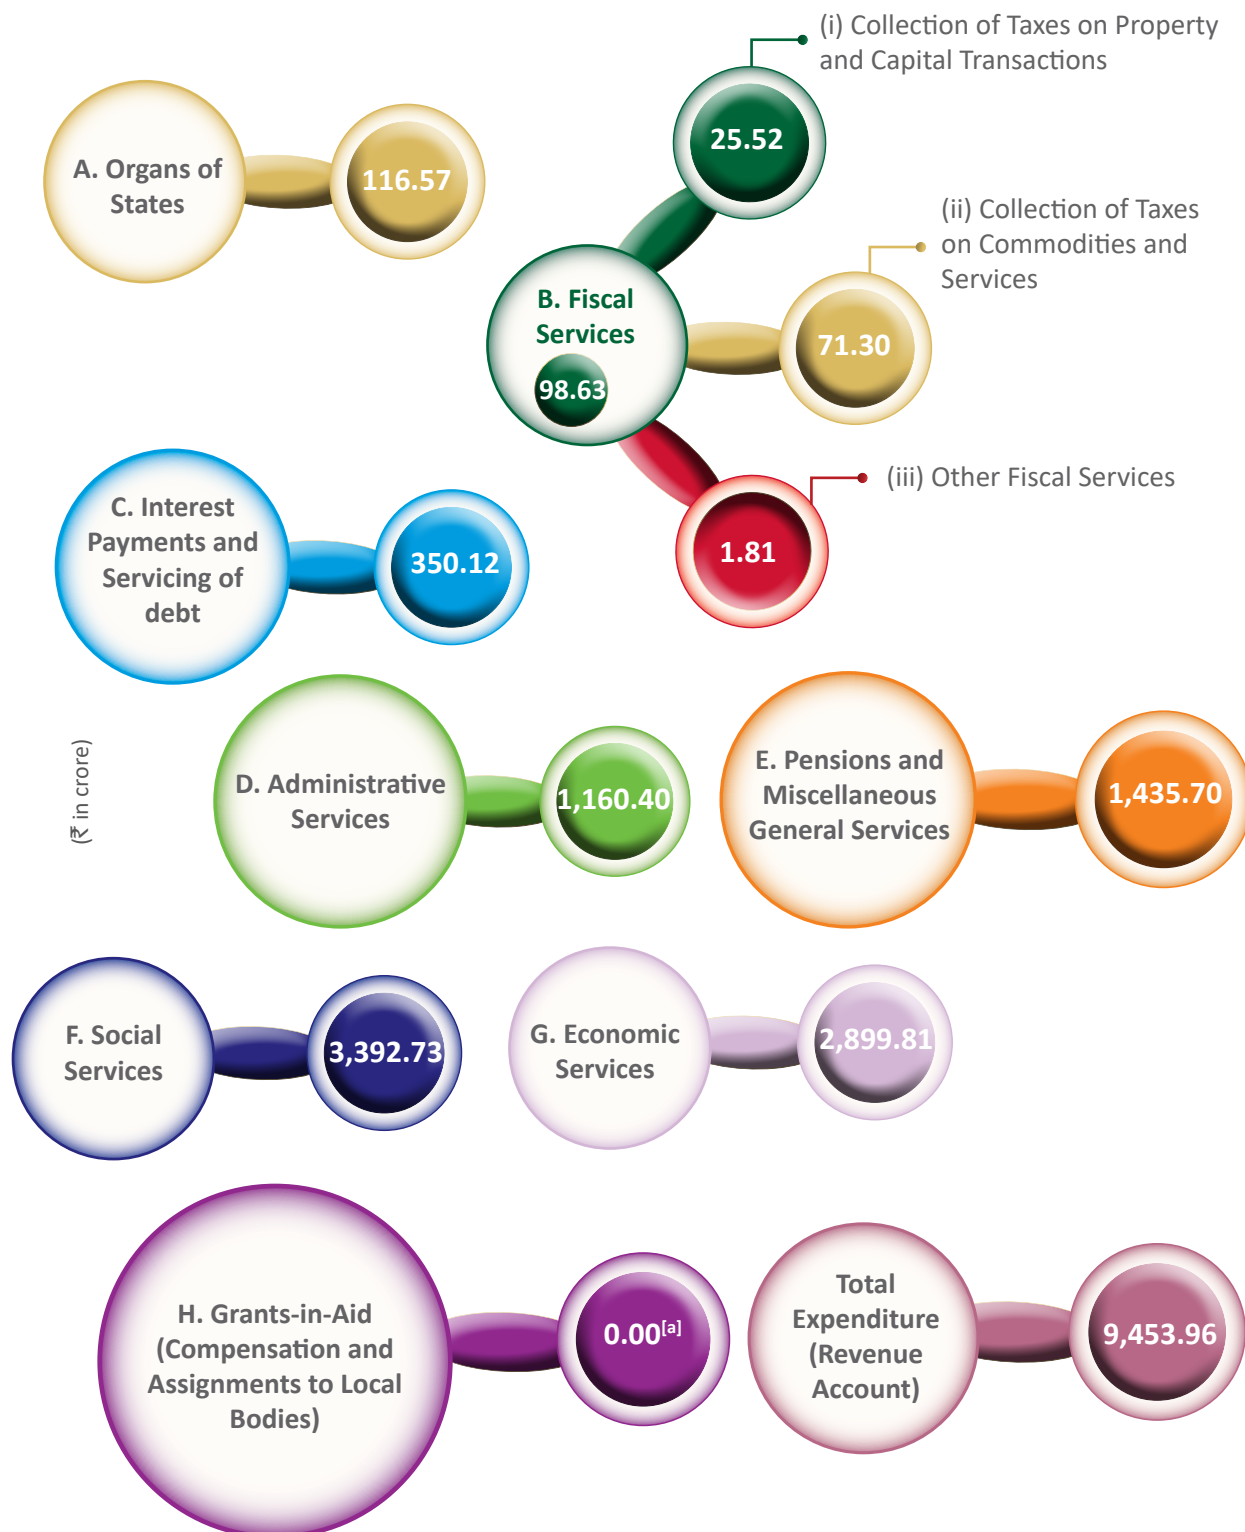 (i) Collection of Taxes on Property
and Capital Transactions
25.52
A. Organs of
States
116.57
(ii) Collection of Taxes
on Commodities and
Services
71.30
B. Fiscal
Services
98.63
(iii) Other Fiscal Services
1.81
C. Interest
Payments and
Servicing of
debt
350.12
(₹ in crore)
D. Administrative
Services
1,160.40
E. Pensions and
Miscellaneous
General Services
1,435.70
F. Social
Services
3,392.73
G. Economic
Services
2,899.81
H. Grants-in-Aid
(Compensation and
Assignments to Local
Bodies)
0.00[a]
Total
Expenditure
(Revenue
Account)
9,453.96